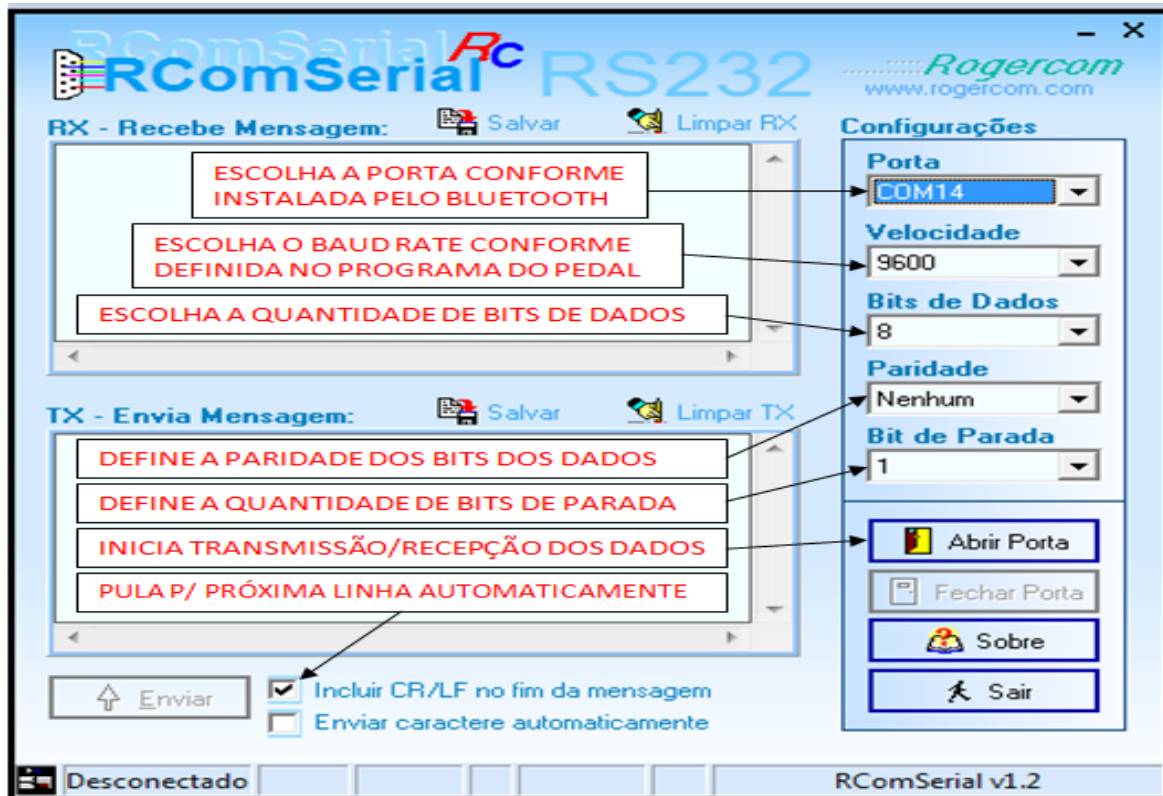 RComSerial RC RS232
RComSerial
Rogercom
www.rogercom.com
RX - Recebe Mensagem:
Salvar
Limpar RX
ESCOLHA A PORTA CONFORME
INSTALADA PELO BLUETOOTH
ESCOLHA O BAUD RATE CONFORME
DEFINIDA NO PROGRAMA DO PEDAL
ESCOLHA A QUANTIDADE DE BITS DE DADOS
TX - Envia Mensagem:
Salvar
Limpar TX
DEFINE A PARIDADE DOS BITS DOS DADOS
DEFINE A QUANTIDADE DE BITS DE PARADA
INICIA TRANSMISSÃO/RECEPÇÃO DOS DADOS
PULA P/ PRÓXIMA LINHA AUTOMATICAMENTE
Enviar
Incluir CR/LF no fim da mensagem
Enviar caractere automaticamente
Configurações
Porta
COM14
Velocidade
9600
Bits de Dados
8
Paridade
Nenhum
Bit de Parada
1
Abrir Porta
Fechar Porta
Sobre
Sair
Desconectado
RComSerial v1.2